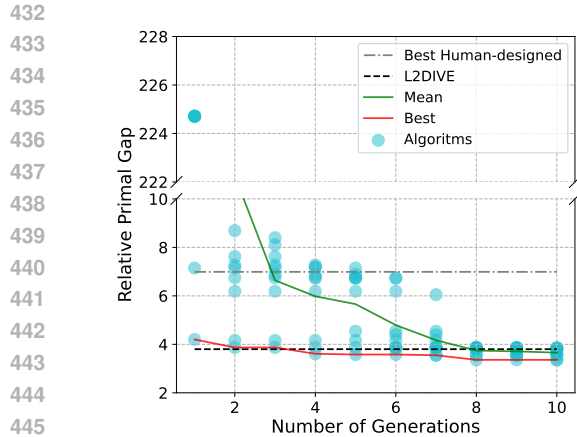 432
433
434
435
436
437
438
439
440
441
442
443
444
445
228
226
224
222
10
8
6
4
2
Relative Primal Gap
Best Human-designed
L2DIVE
Mean
Best
Algoritms
2 4 6 8 10
Number of Generations